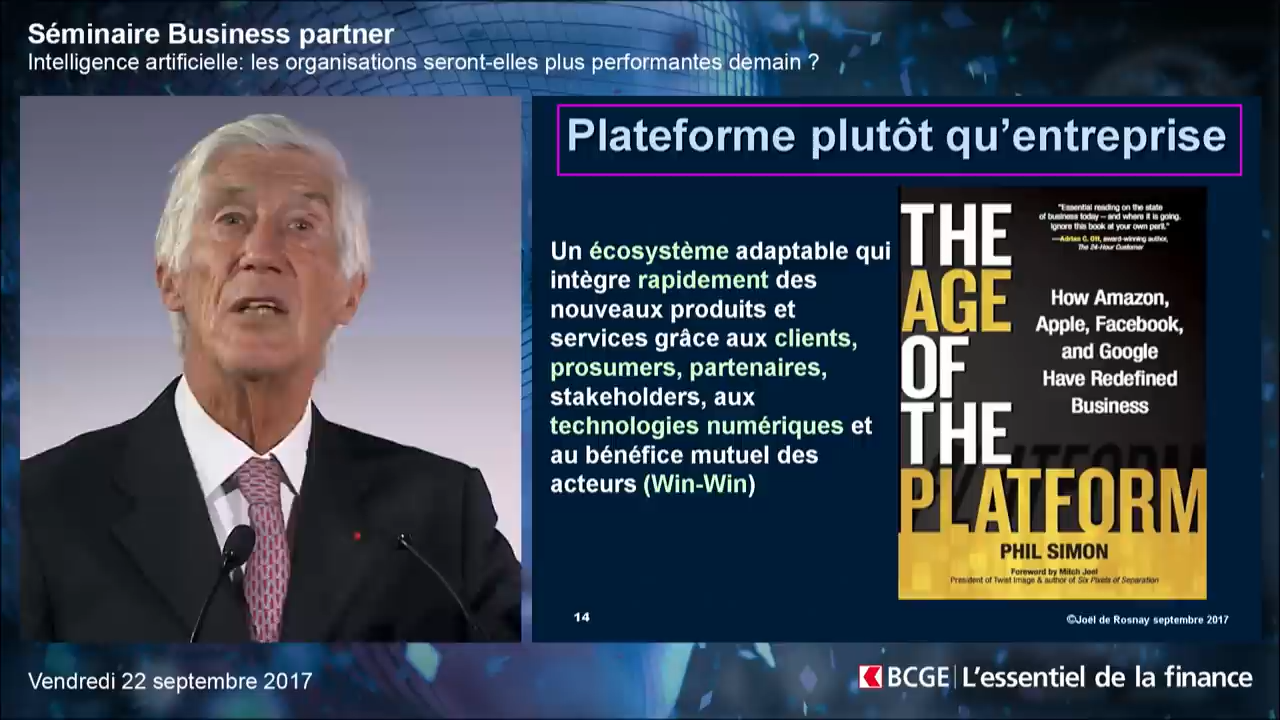 Séminaire Business partner
Intelligence artificielle: les organisations seront-elles plus performantes demain ?
Plateforme plutôt qu'entreprise
Un écosystème adaptable qui
intègre rapidement des
nouveaux produits et
services grâce aux clients,
prosumers, partenaires,
stakeholders, aux
technologies numériques et
au bénéfice mutuel des
acteurs (Win-Win)
THE
AGE
OF
THE
PLATFORM
"Essential reading on the state
of business today—and where it is going.
Ignore this book at your own peril."
—Adrian C. Ott, award-winning author,
The 24-Hour Customer
How Amazon,
Apple, Facebook,
and Google
Have Redefined
Business
PHIL SIMON
Foreword by Mitch Joel
President of Twist Image & author of Six Pixels of Separation
14
©Joël de Rosnay septembre 2017
Vendredi 22 septembre 2017
BCGE L'essentiel de la finance